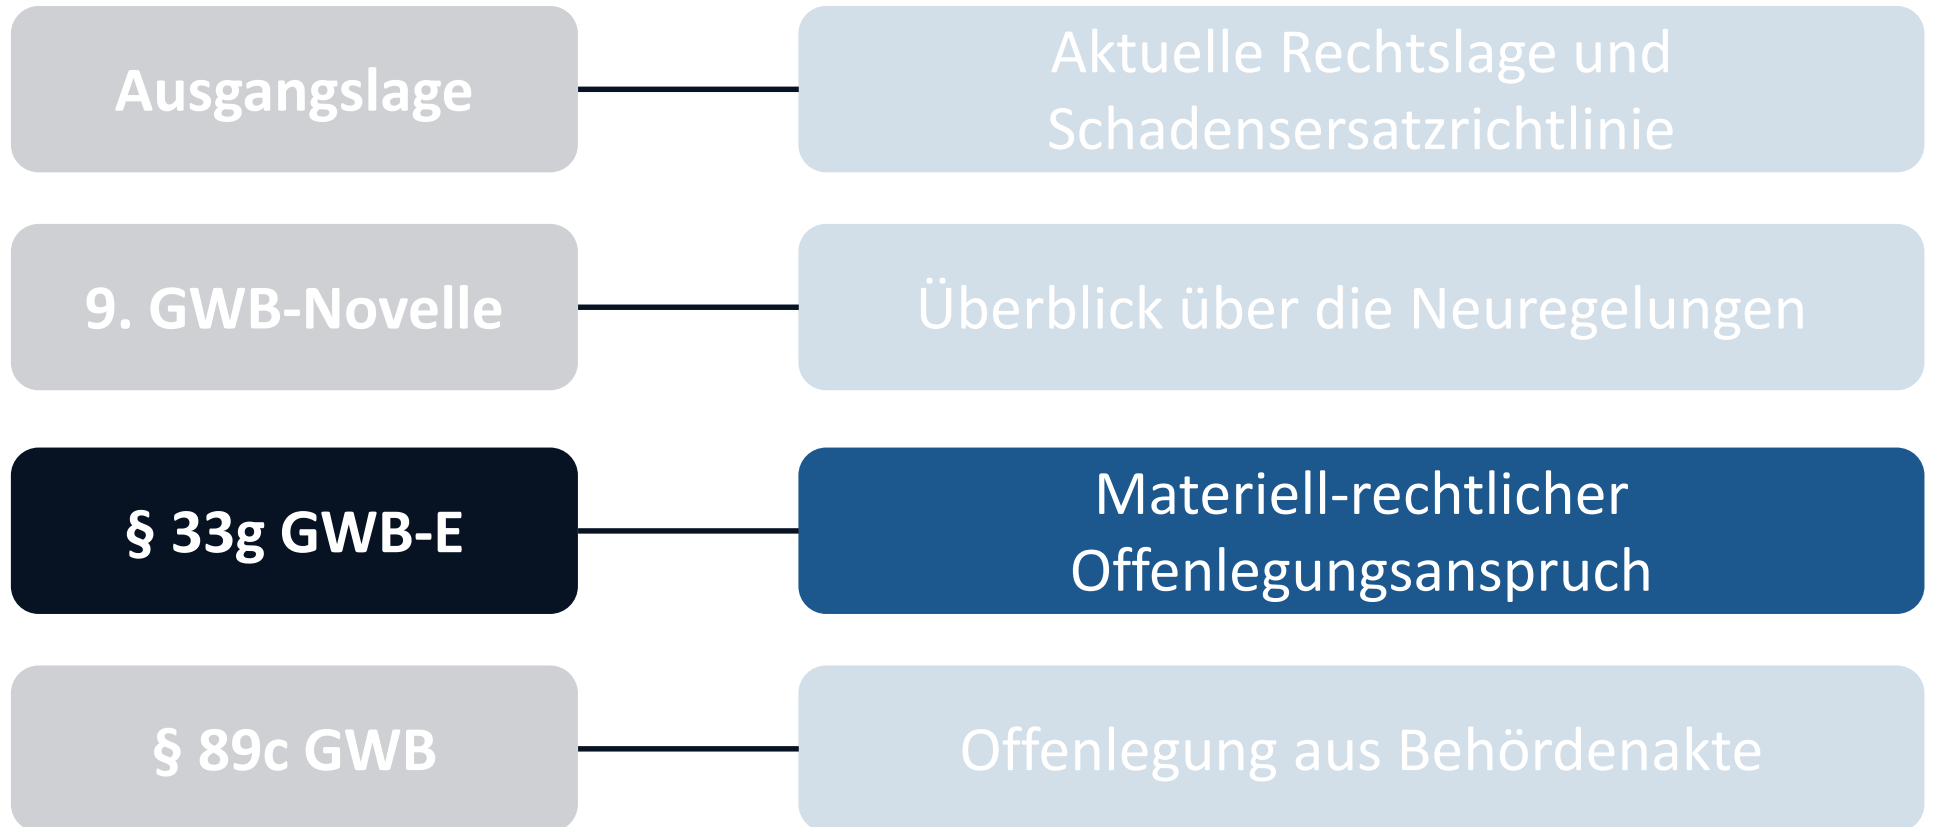 Ausgangslage
Aktuelle Rechtslage und
Schadensersatzrichtlinie
9. GWB-Novelle
Überblick über die Neuregelungen
§ 33g GWB-E
Materiell-rechtlicher
Offenlegungsanspruch
§ 89c GWB
Offenlegung aus Behördenakte